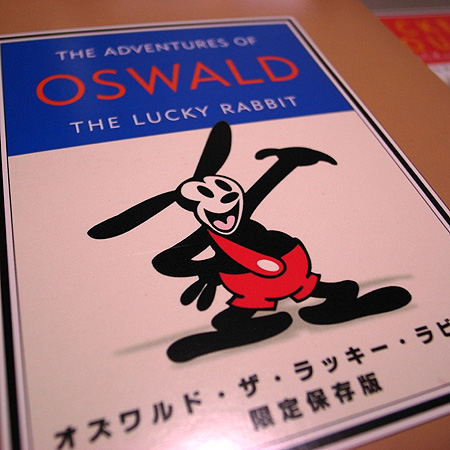 THE ADVENTURES OF
OSWALD
THE LUCKY RABBIT
オズワルド・ザ・ラッキー・ラビ
限定保存版